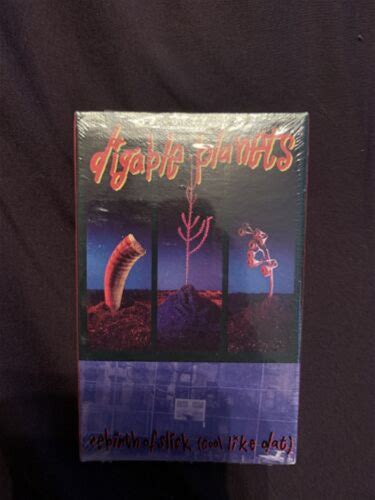 digable planets
rebirth of slick (cool like dat)